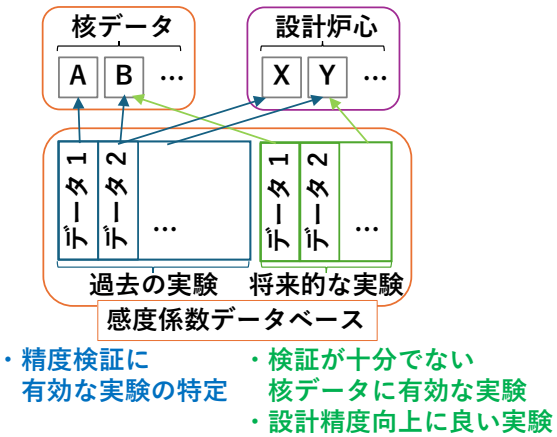 核データ
設計炉心
A
B
…
X
Y
…
データ1
データ2
…
データ1
データ2
…
過去の実験
将来的な実験
感度係数データベース
・精度検証に
有効な実験の特定
・検証が十分でない
核データに有効な実験
・設計精度向上に良い実験